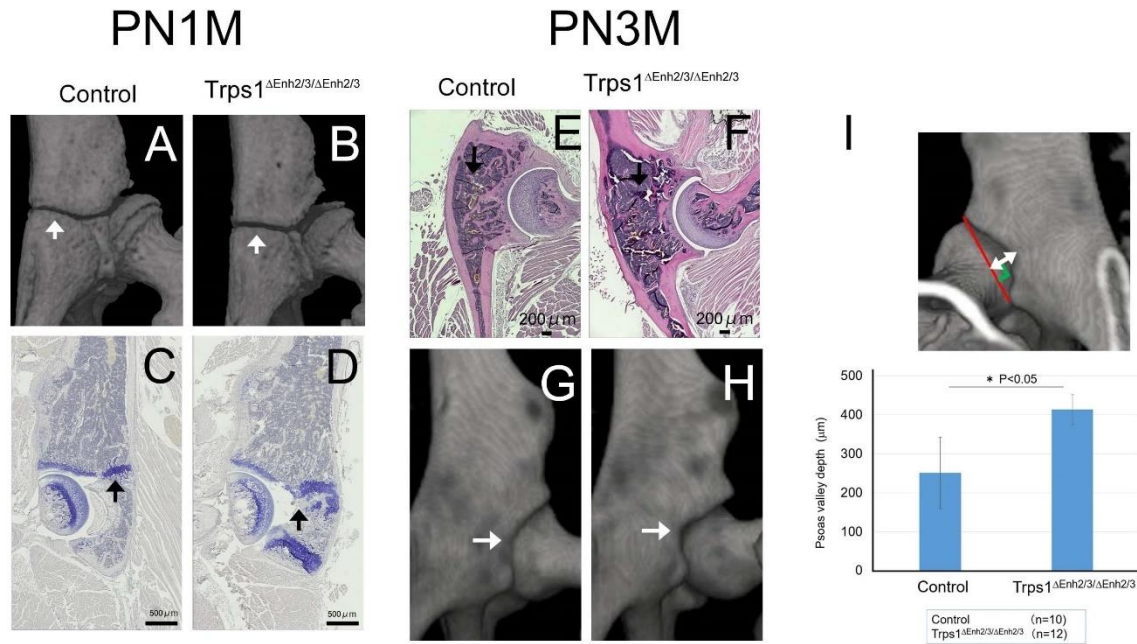 PN1M
PN3M
Control
Trps1ΔEnh2/3/ΔEnh2/3
Control
Trps1ΔEnh2/3/ΔEnh2/3
A
B
C
D
500 μm
500 μm
E
F
200 μm
200 μm
G
H
I
500
400
300
200
100
0
Psoas valley depth (μm)
* P<0.05
Control
Trps1ΔEnh2/3/ΔEnh2/3
Control (n=10)
Trps1ΔEnh2/3/ΔEnh2/3 (n=12)